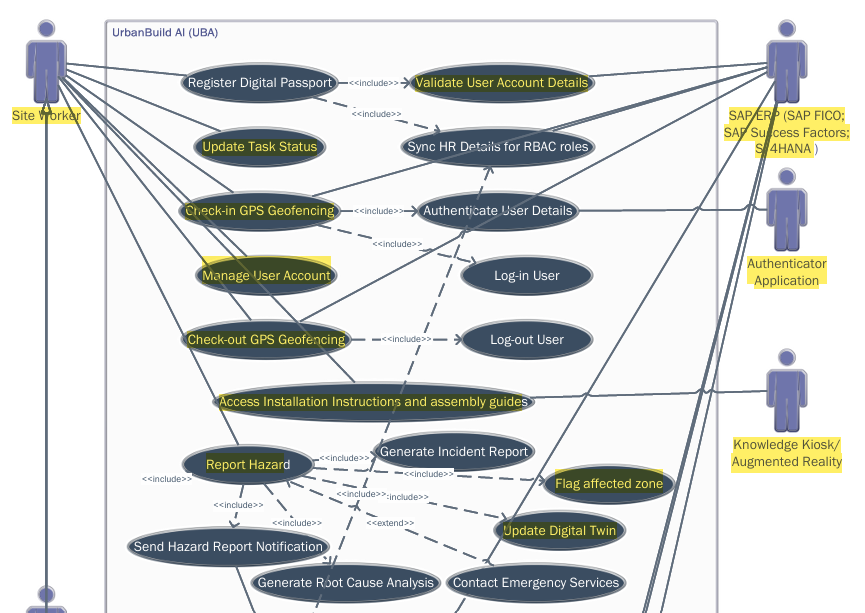 UrbanBuild AI (UBA)
Register Digital Passport
<<include>>
Validate User Account Details
<<include>>
Site Worker
SAP ERP (SAP FICO;
SAP Success Factors;
S/4HANA )
Update Task Status
Sync HR Details for RBAC roles
Check-in GPS Geofencing
<<include>>
Authenticate User Details
<<include>>
Authenticator
Application
Manage User Account
Log-in User
Check-out GPS Geofencing
<<include>>
Log-out User
Access Installation Instructions and assembly guides
Knowledge Kiosk/
Augmented Reality
Generate Incident Report
Report Hazard
<<include>>
<<include>>
<<include>>
Flag affected zone
<<include>>
<<include>>
<<include>>
<<include>>
<<extend>>
Update Digital Twin
Send Hazard Report Notification
Generate Root Cause Analysis
Contact Emergency Services